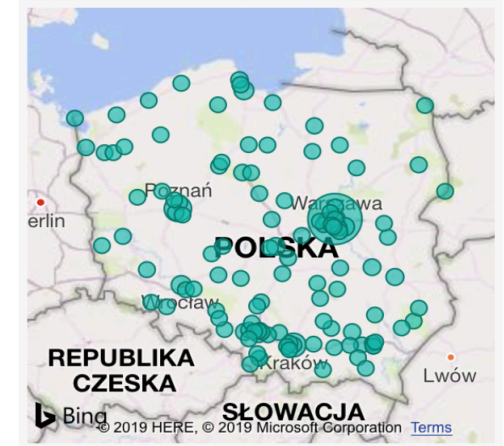 Poznań
Warszawa
erlin
POLSKA
Wrocław
REPUBLIKA
CZESKA
Kraków
Lwów
SŁOWACJA
Bing
© 2019 HERE, © 2019 Microsoft Corporation Terms